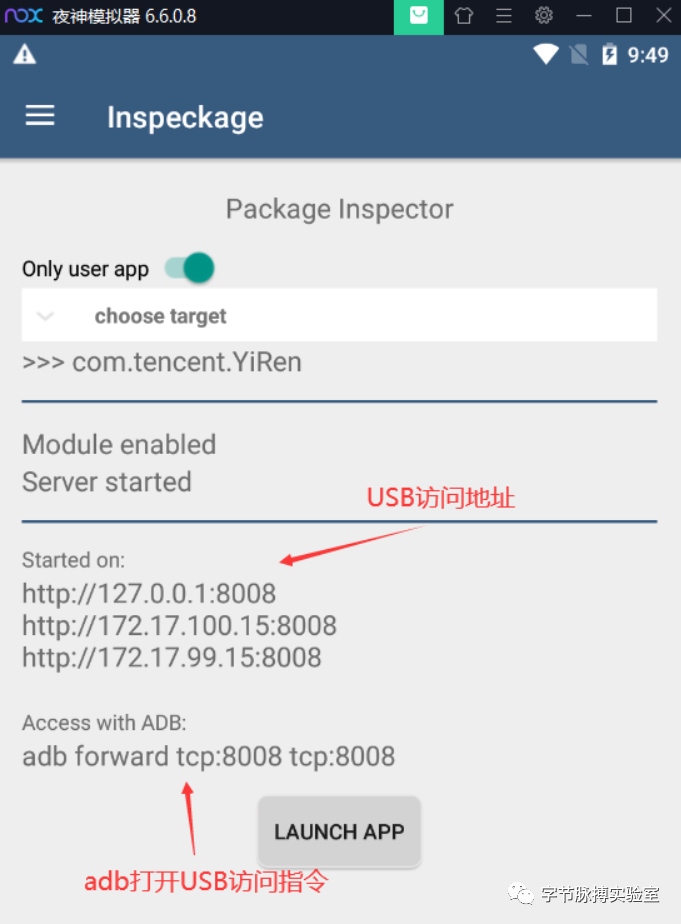 nox 夜神模拟器 6.6.0.8
9:49
Inspeckage
Package Inspector
Only user app
choose target
>>> com.tencent.YiRen
Module enabled
Server started
USB访问地址
Started on:
http://127.0.0.1:8008
http://172.17.100.15:8008
http://172.17.99.15:8008
Access with ADB:
adb forward tcp:8008 tcp:8008
LAUNCH APP
adb打开USB访问指令
字节脉搏实验室